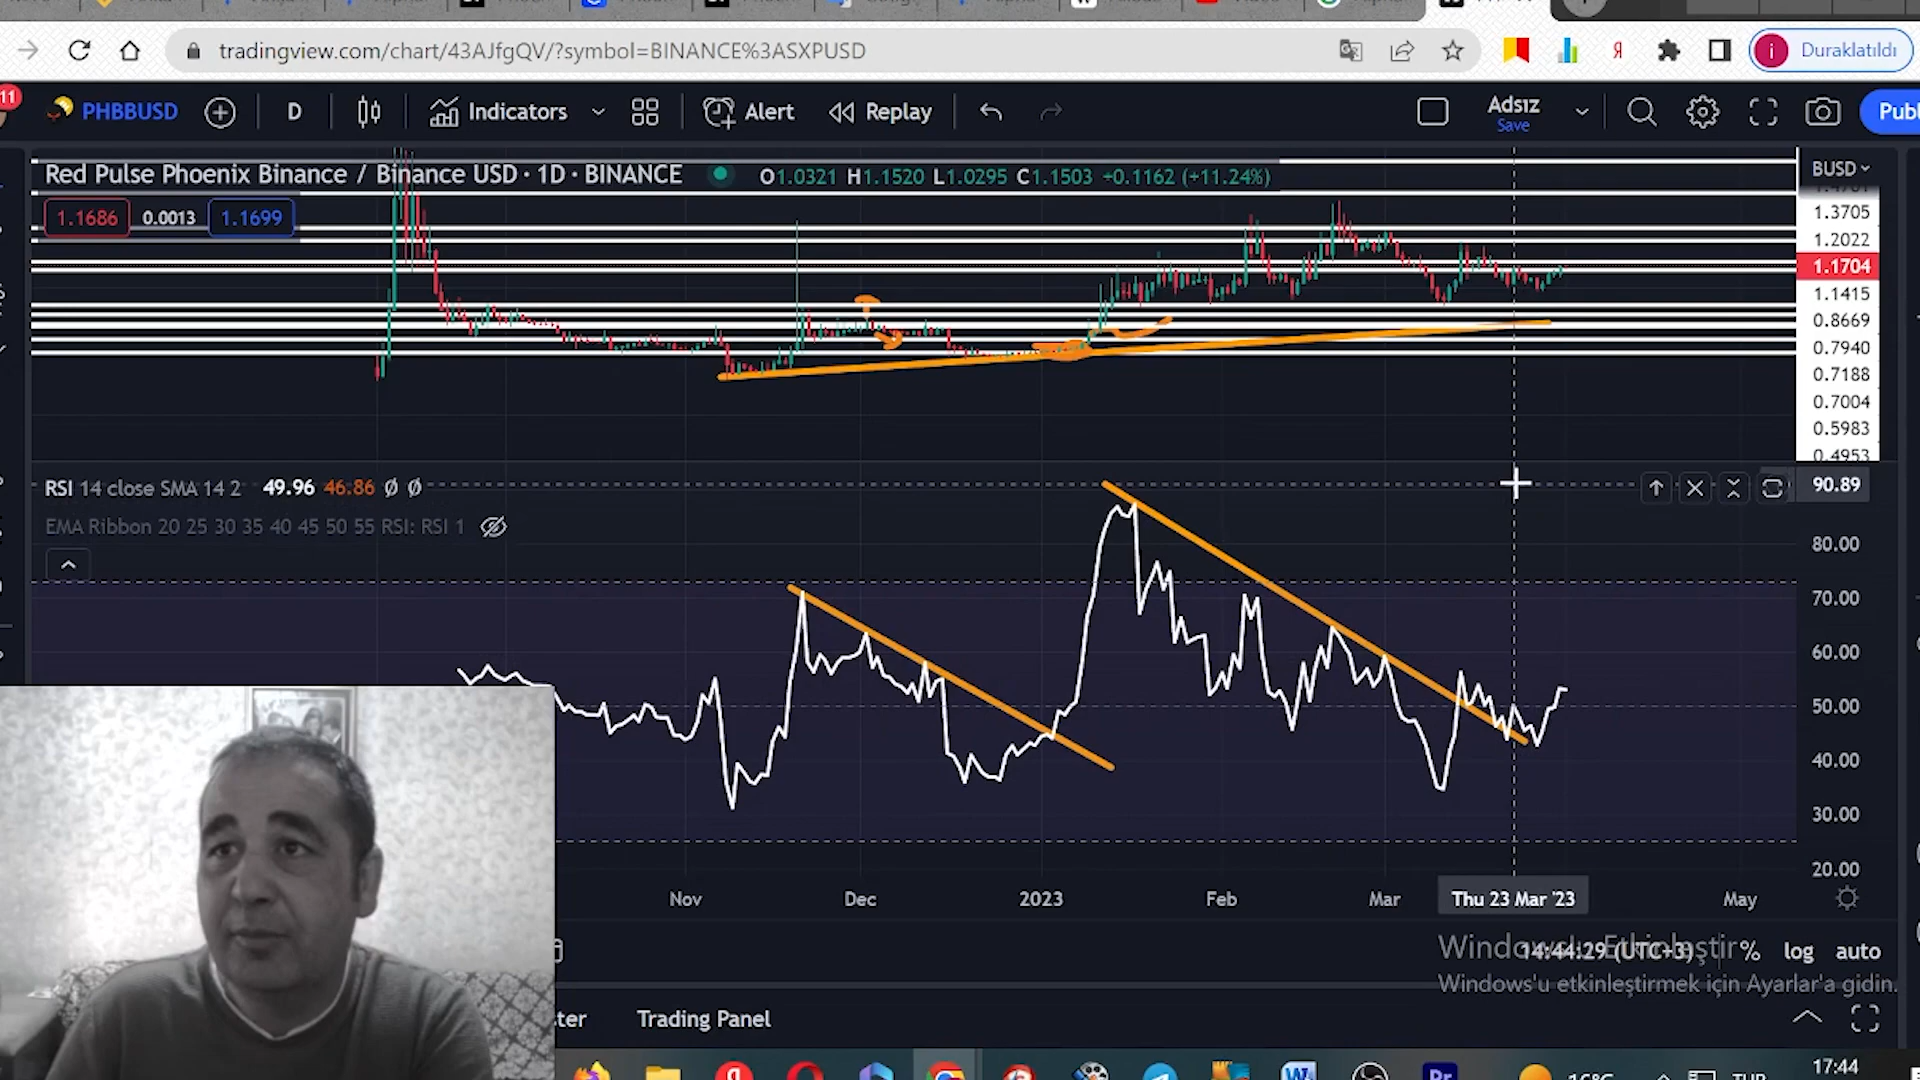 tradingview.com/chart/43AJfgQV/?symbol=BINANCE%3ASXPUSD
i Duraklatıldı
11
PHBBUSD D Indicators Alert Replay Adsız Save Publ
Red Pulse Phoenix Binance / Binance USD · 1D · BINANCE O1.0321 H1.1520 L1.0295 C1.1503 +0.1162 (+11.24%)
BUSD
1.1686 0.0013 1.1699
1.3705
1.2022
1.1704
1.1415
0.8669
0.7940
0.7188
0.7004
0.5983
0.4953
RSI 14 close SMA 14 2 49.96 46.86 Ø Ø
90.89
EMA Ribbon 20 25 30 35 40 45 50 55 RSI: RSI 1
80.00
70.00
60.00
50.00
40.00
30.00
20.00
Nov Dec 2023 Feb Mar Thu 23 Mar '23 May
14:44:29 (UTC+3) % log auto
Windows'u Etkinleştir
Windows'u etkinleştirmek için Ayarlar'a gidin.
ster Trading Panel
16°C TUR 17:44